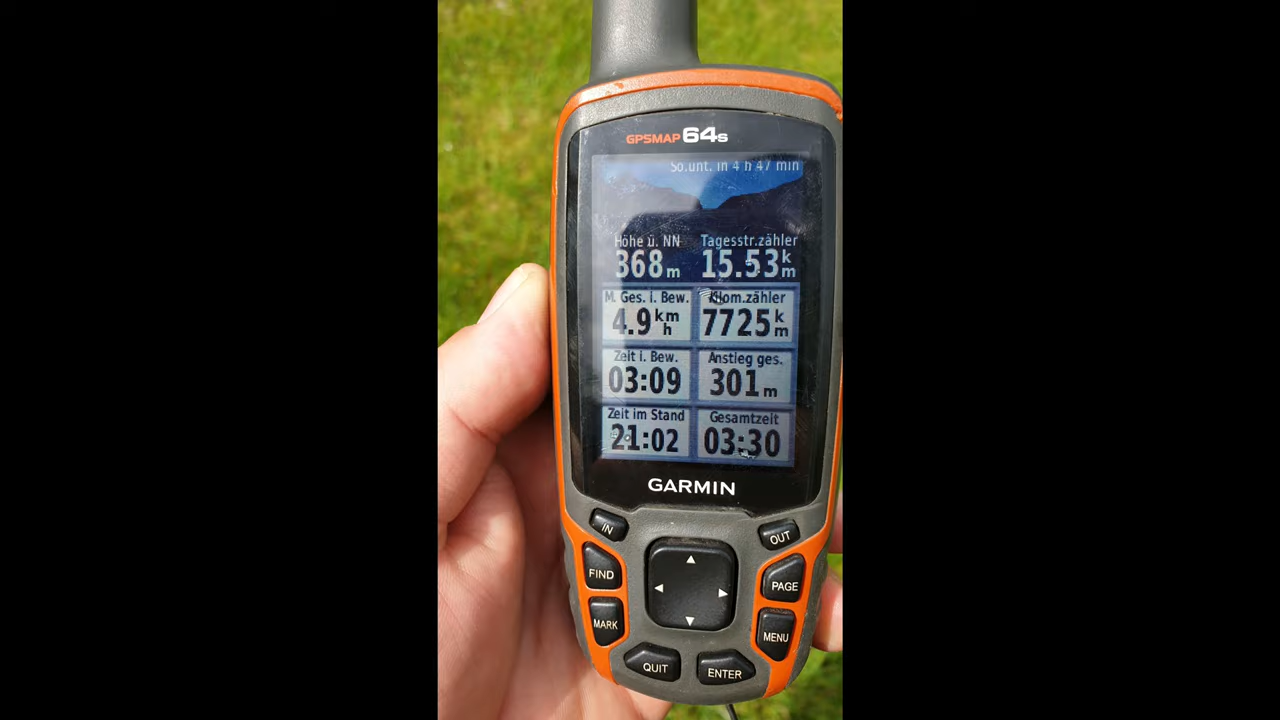 GPSMAP 64s
So.unt. in 4 h 47 min
Höhe ü. NN Tagesstr.zähler
368 m 15.53 km
M. Ges. i. Bew. Kilom.zähler
4.9 km/h 7725 km
Zeit i. Bew. Anstieg ges.
03:09 301 m
Zeit im Stand Gesamtzeit
21:02 03:30
GARMIN
IN OUT
FIND PAGE
MARK MENU
QUIT ENTER